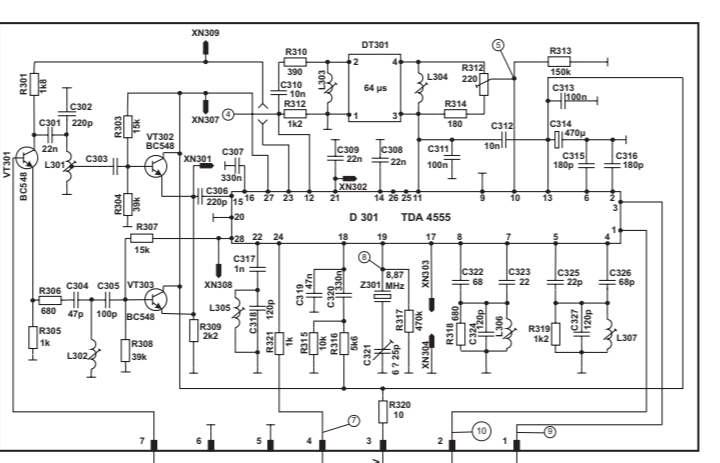 XN309
DT301
5
R301
1k8
R310
390
2
4
L303
64 µs
L304
R312
220
R313
150k
C310
10n
C302
220p
4
R312
1k2
1
3
R314
180
C313
100n
R303
15k
XN307
C301
22n
VT302
BC548
C312
10n
C314
470µ
VT301
BC548
L301
C303
XN301
C307
330n
C309
22n
C308
22n
C311
100n
C315
180p
C316
180p
XN302
R304
39k
C306
220p
15
16
27
23
12
21
14
26
25
11
9
10
13
6
2
3
20
D 301 TDA 4555
R307
15k
1
28
22
24
18
19
17
8
7
5
4
XN308
C317
1n
8
8,87
MHz
Z301
XN303
C322
68
C323
22
C325
22p
C326
68p
VT303
BC548
R306
680
C304
47p
C305
100p
C319
47n
C320
330n
L305
C318
120p
R317
470k
R318
680
C324
120p
L306
R319
1k2
C327
120p
L307
R305
1k
L302
R308
39k
R309
2k2
R321
1k
R315
10k
R316
5k6
C321
6 ? 25p
XN304
R320
10
7
10
9
7
6
5
4
3
2
1